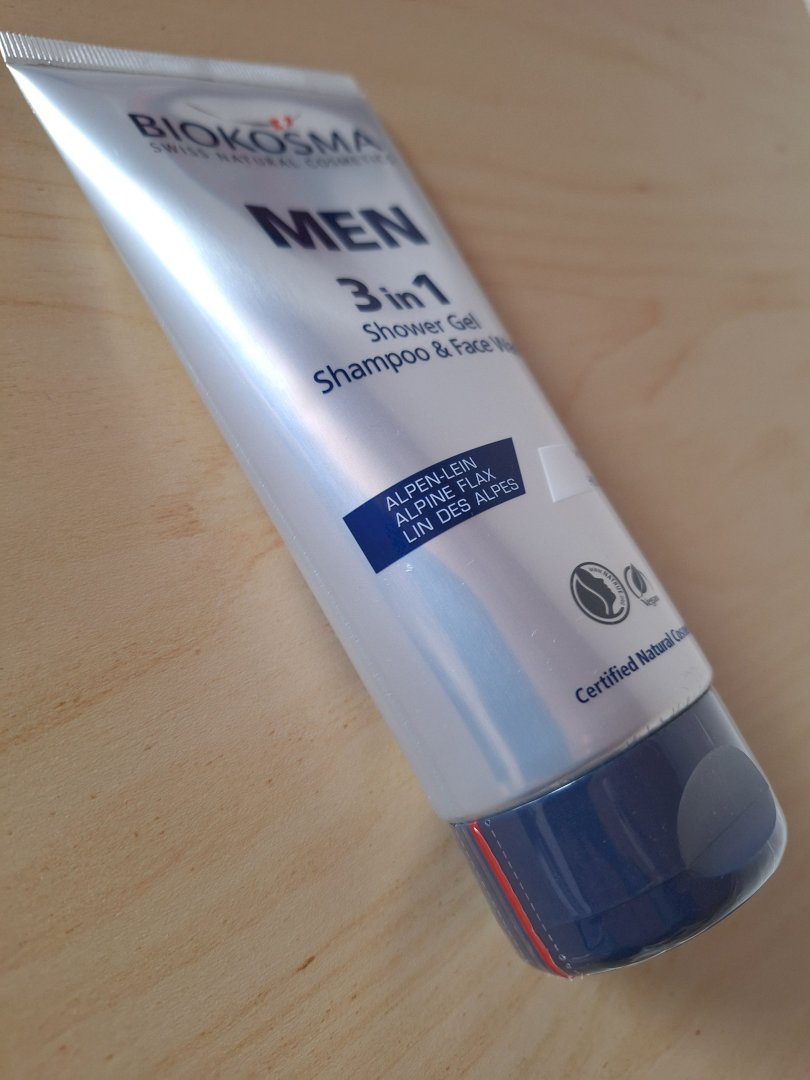 BIOKOSMA
SWISS NATURAL COSMETICS
MEN
3 in 1
Shower Gel
Shampoo & Face
ALPEN-LEIN
ALPINE FLAX
LIN DES ALPES
Vegan
Certified Natural